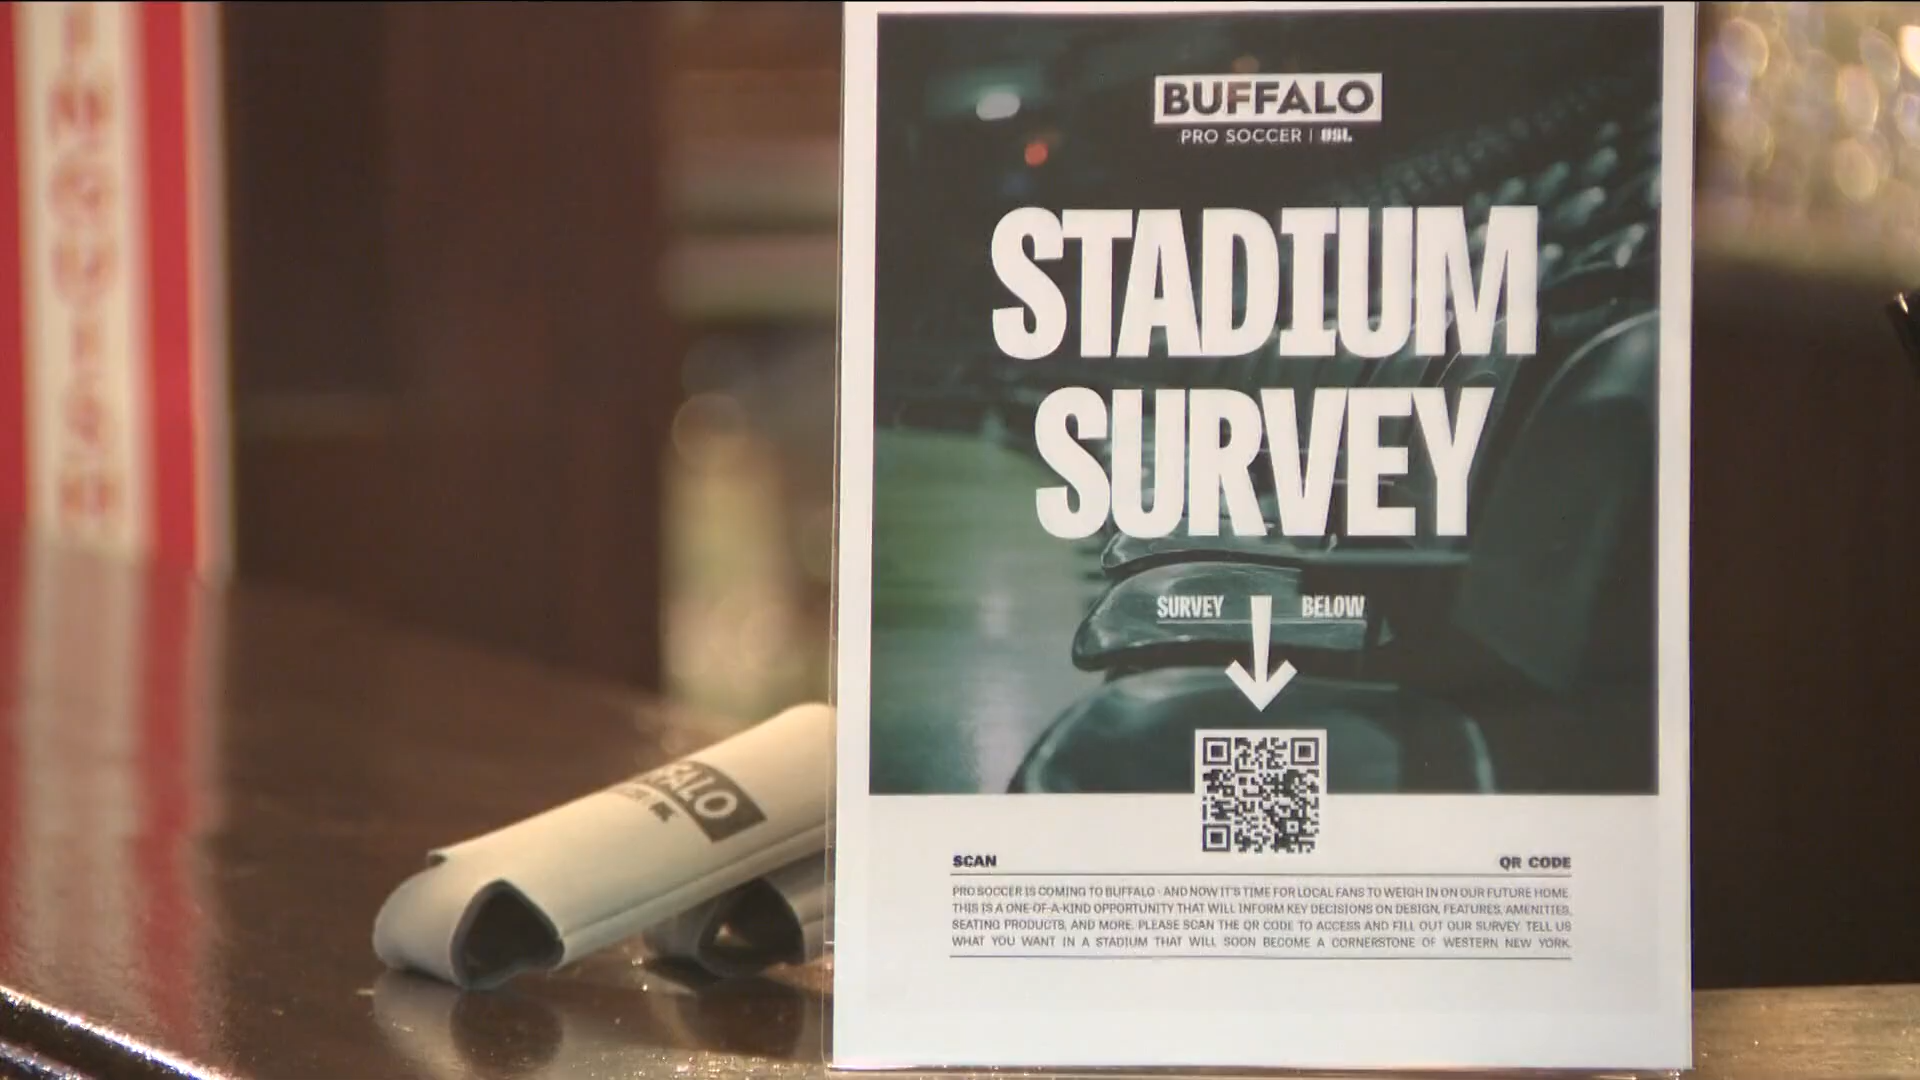 BUFFALO
PRO SOCCER | USL
STADIUM
SURVEY
SURVEY BELOW
SCAN QR CODE
PRO SOCCER IS COMING TO BUFFALO - AND NOW IT'S TIME FOR LOCAL FANS TO WEIGH IN ON OUR FUTURE HOME.
THIS IS A ONE-OF-A-KIND OPPORTUNITY THAT WILL INFORM KEY DECISIONS ON DESIGN, FEATURES, AMENITIES,
SEATING PRODUCTS, AND MORE. PLEASE SCAN THE QR CODE TO ACCESS AND FILL OUT OUR SURVEY. TELL US
WHAT YOU WANT IN A STADIUM THAT WILL SOON BECOME A CORNERSTONE OF WESTERN NEW YORK.